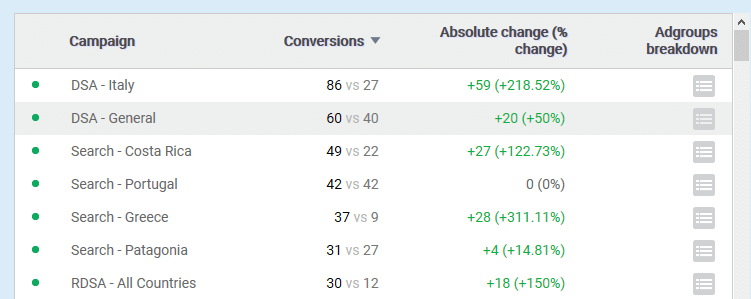 Campaign Conversions Absolute change (% change) Adgroups breakdown
DSA - Italy 86 vs 27 +59 (+218.52%)
DSA - General 60 vs 40 +20 (+50%)
Search - Costa Rica 49 vs 22 +27 (+122.73%)
Search - Portugal 42 vs 42 0 (0%)
Search - Greece 37 vs 9 +28 (+311.11%)
Search - Patagonia 31 vs 27 +4 (+14.81%)
RDSA - All Countries 30 vs 12 +18 (+150%)